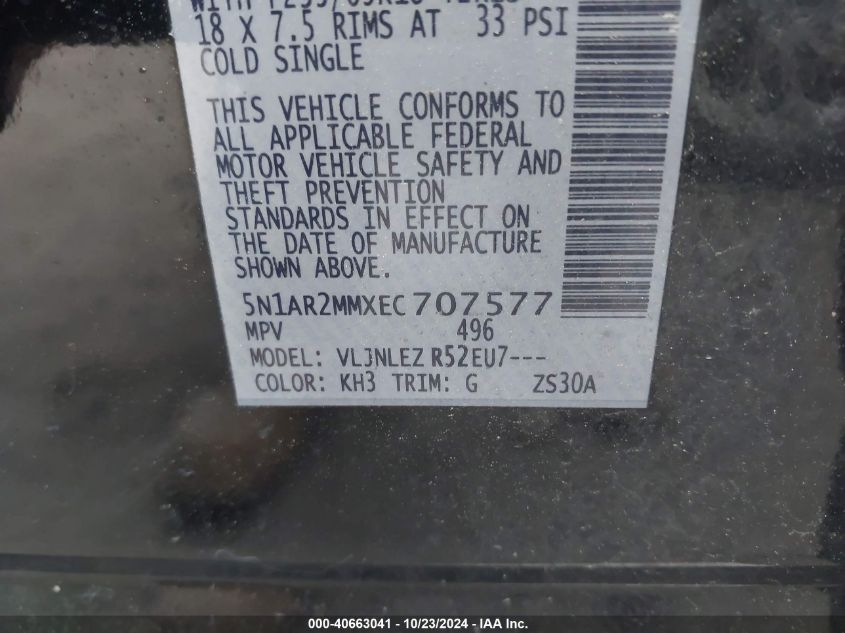 18 X 7.5 RIMS AT 33 PSI
COLD SINGLE
THIS VEHICLE CONFORMS TO
ALL APPLICABLE FEDERAL
MOTOR VEHICLE SAFETY AND
THEFT PREVENTION
STANDARDS IN EFFECT ON
THE DATE OF MANUFACTURE
SHOWN ABOVE.
5N1AR2MMXEC707577
MPV 496
MODEL: VLJNLEZ R52EU7---
COLOR: KH3 TRIM: G ZS30A
000-40663041 - 10/23/2024 - IAA Inc.